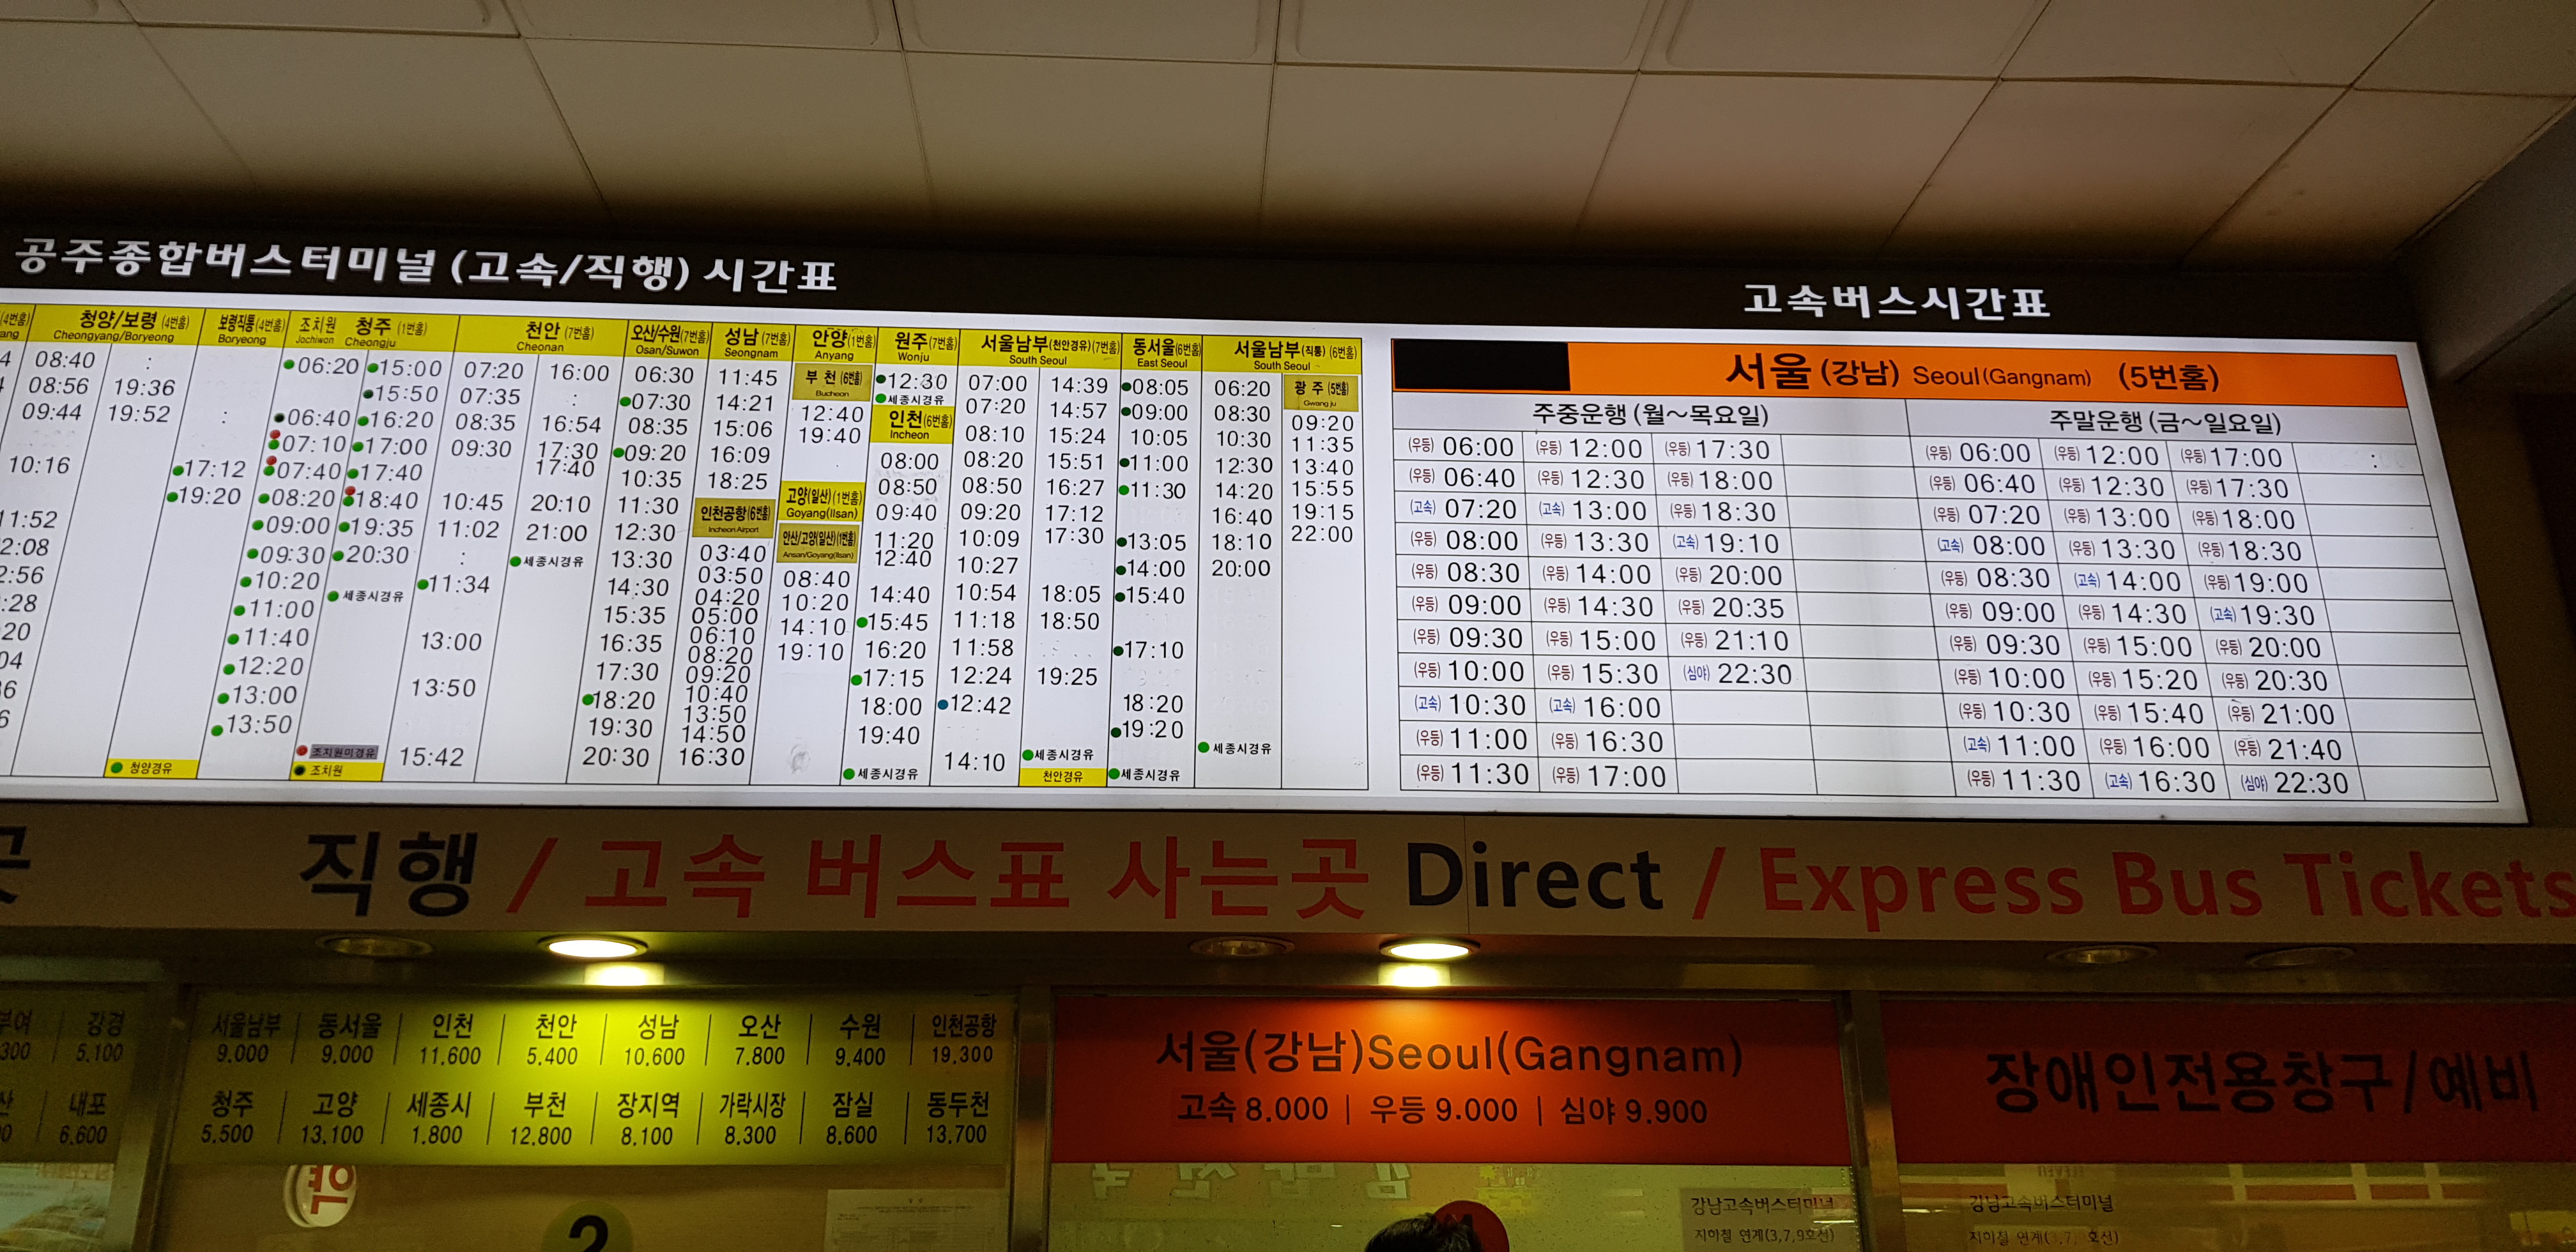 공주종합버스터미널 (고속/직행) 시간표
고속버스시간표
(4번홈) 청양/보령 (4번홈) 보령직통(4번홈) 조치원 청주 (1번홈) 천안 (7번홈) 오산/수원(7번홈) 성남 (7번홈) 안양(1번홈) 원주(7번홈) 서울남부(천안경유)(7번홈) 동서울(6번홈) 서울남부(직통) (6번홈)
Cheongyang/Boryeong Boryeong Jochiwon Cheongju Cheonan Osan/Suwon Seongnam Anyang Wonju South Seoul East Seoul South Seoul
08:40 :
08:56 19:36
09:44 19:52
10:16
11:52
청양경유
:
17:12
19:20
06:20
06:40
07:10
07:40
08:20
09:00
09:30
10:20
11:00
11:40
12:20
13:00
13:50
15:00
15:50
16:20
17:00
17:40
18:40
19:35
20:30
세종시경유
조치원미경유
조치원
07:20
07:35
08:35
09:30
10:45
11:02
:
11:34
13:00
13:50
15:42
16:00
:
16:54
17:30
17:40
20:10
21:00
세종시경유
06:30
07:30
08:35
09:20
10:35
11:30
12:30
13:30
14:30
15:35
16:35
17:30
18:20
19:30
20:30
11:45
14:21
15:06
16:09
18:25
인천공항(6번홈)
Incheon Airport
03:40
03:50
04:20
05:00
06:10
08:20
09:20
10:40
13:50
14:50
16:30
부 천 (6번홈)
Bucheon
12:40
19:40
고양(일산)(1번홈)
Goyang(Ilsan)
안산/고양(일산)(1번홈)
Ansan/Goyang(Ilsan)
08:40
10:20
14:10
19:10
12:30
세종시경유
인천(6번홈)
Incheon
08:00
08:50
09:40
11:20
12:40
14:40
15:45
16:20
17:15
18:00
19:40
세종시경유
07:00
07:20
08:10
08:20
08:50
09:20
10:09
10:27
10:54
11:18
11:58
12:24
12:42
14:10
14:39
14:57
15:24
15:51
16:27
17:12
17:30
18:05
18:50
19:25
세종시경유
천안경유
08:05
09:00
10:05
11:00
11:30
13:05
14:00
15:40
17:10
18:20
19:20
세종시경유
06:20
08:30
10:30
12:30
14:20
16:40
18:10
20:00
세종시경유
광 주 (5번홈)
Gwang ju
09:20
11:35
13:40
15:55
19:15
22:00
서울 (강남) Seoul(Gangnam) (5번홈)
주중운행 (월～목요일)
(우등) 06:00 (우등) 12:00 (우등) 17:30
(우등) 06:40 (우등) 12:30 (우등) 18:00
(고속) 07:20 (고속) 13:00 (우등) 18:30
(우등) 08:00 (우등) 13:30 (고속) 19:10
(우등) 08:30 (우등) 14:00 (우등) 20:00
(우등) 09:00 (우등) 14:30 (우등) 20:35
(우등) 09:30 (우등) 15:00 (우등) 21:10
(우등) 10:00 (우등) 15:30 (심야) 22:30
(고속) 10:30 (고속) 16:00
(우등) 11:00 (우등) 16:30
(우등) 11:30 (우등) 17:00
주말운행 (금～일요일)
(우등) 06:00 (우등) 12:00 (우등) 17:00 :
(우등) 06:40 (우등) 12:30 (우등) 17:30
(우등) 07:20 (우등) 13:00 (우등) 18:00
(고속) 08:00 (우등) 13:30 (우등) 18:30
(우등) 08:30 (고속) 14:00 (우등) 19:00
(우등) 09:00 (우등) 14:30 (고속) 19:30
(우등) 09:30 (우등) 15:00 (우등) 20:00
(우등) 10:00 (우등) 15:20 (우등) 20:30
(우등) 10:30 (우등) 15:40 (우등) 21:00
(고속) 11:00 (우등) 16:00 (우등) 21:40
(우등) 11:30 (고속) 16:30 (심야) 22:30
직행 / 고속 버스표 사는곳 Direct / Express Bus Tickets
부여 강경
300 5.100
내포
6.600
서울남부 동서울 인천 천안 성남 오산 수원 인천공항
9.000 9.000 11.600 5.400 10.600 7.800 9.400 19.300
청주 고양 세종시 부천 장지역 가락시장 잠실 동두천
5.500 13.100 1.800 12.800 8.100 8.300 8.600 13.700
서울(강남)Seoul(Gangnam)
고속 8.000 | 우등 9.000 | 심야 9.900
장애인전용창구/예비
2
강남고속버스터미널
지하철 연계(3,7,9호선)
강남고속버스터미널
지하철 연계(3,7, 호선)